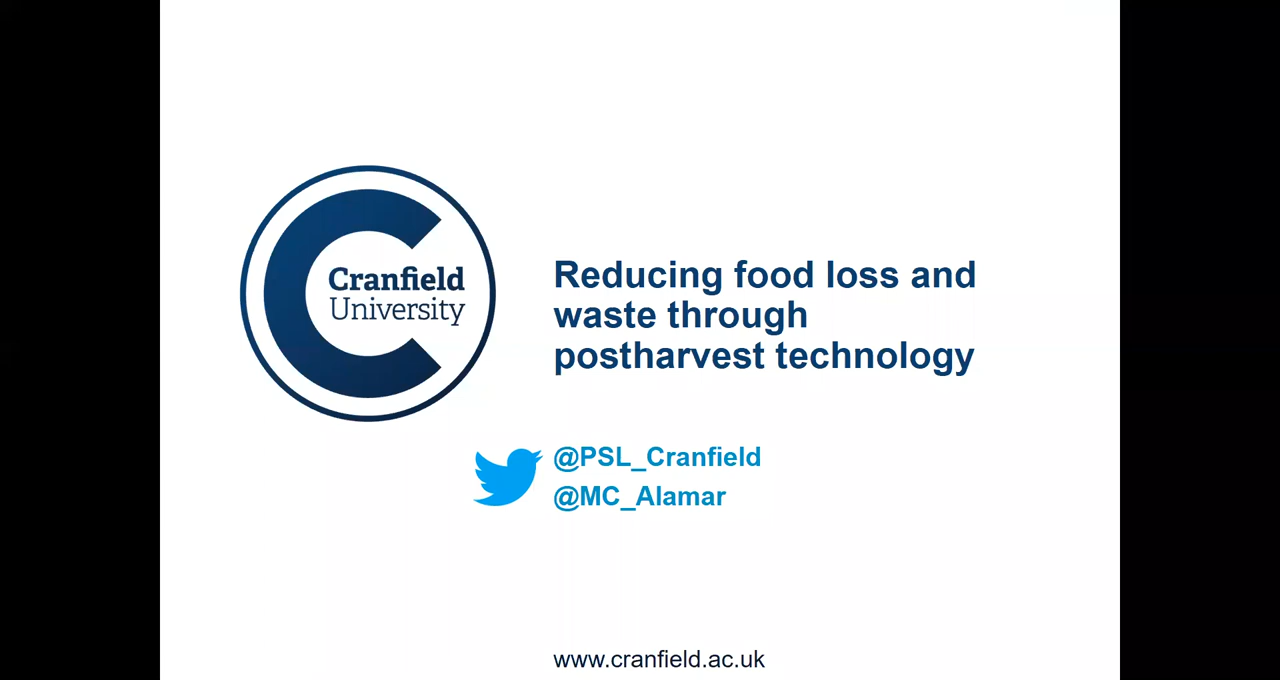 Cranfield
University
Reducing food loss and
waste through
postharvest technology
@PSL_Cranfield
@MC_Alamar
www.cranfield.ac.uk